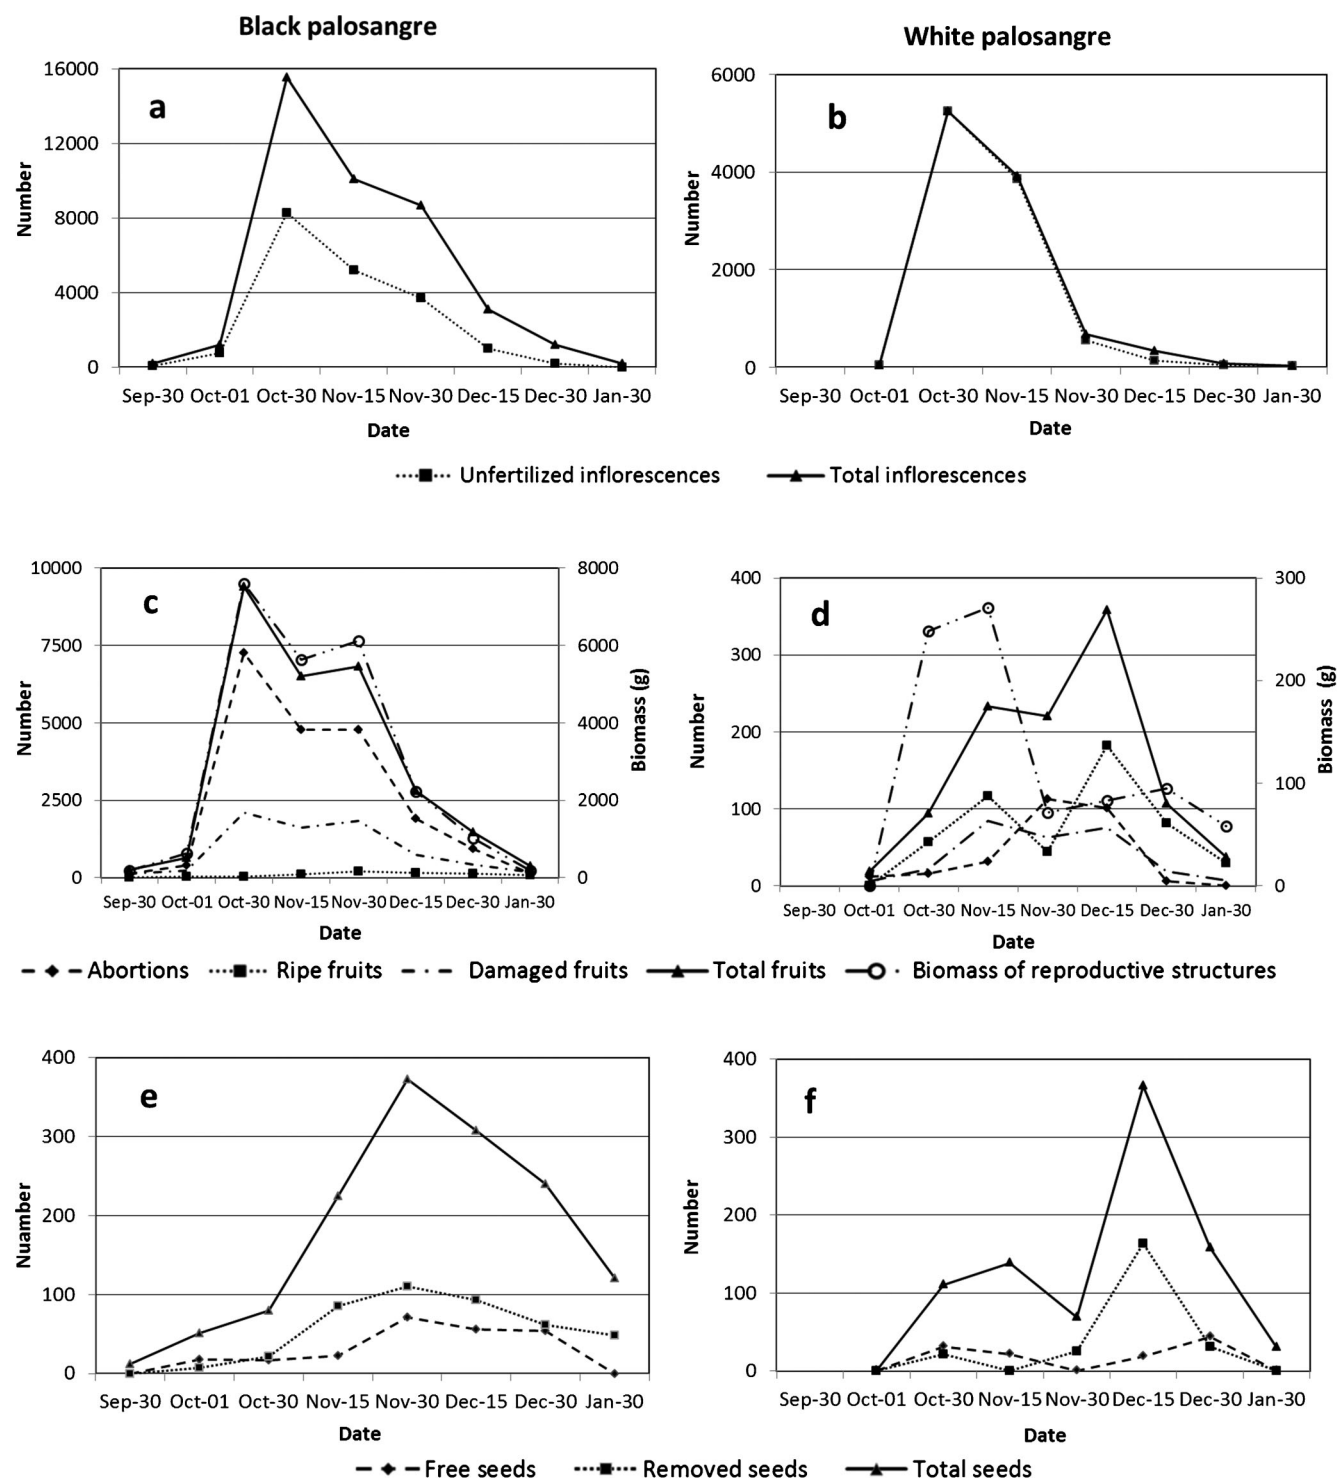 Black palosangre
White palosangre
a
16000
12000
8000
4000
0
Number
Sep-30 Oct-01 Oct-30 Nov-15 Nov-30 Dec-15 Dec-30 Jan-30
Date
b
6000
4000
2000
0
Number
Sep-30 Oct-01 Oct-30 Nov-15 Nov-30 Dec-15 Dec-30 Jan-30
Date
Unfertilized inflorescences Total inflorescences
c
10000
7500
5000
2500
0
Number
8000
6000
4000
2000
0
Biomass (g)
Sep-30 Oct-01 Oct-30 Nov-15 Nov-30 Dec-15 Dec-30 Jan-30
Date
d
400
300
200
100
0
Number
300
200
100
0
Biomass (g)
Sep-30 Oct-01 Oct-30 Nov-15 Nov-30 Dec-15 Dec-30 Jan-30
Date
Abortions Ripe fruits Damaged fruits Total fruits Biomass of reproductive structures
e
400
300
200
100
0
Nuamber
Sep-30 Oct-01 Oct-30 Nov-15 Nov-30 Dec-15 Dec-30 Jan-30
Date
f
400
300
200
100
0
Number
Sep-30 Oct-01 Oct-30 Nov-15 Nov-30 Dec-15 Dec-30 Jan-30
Date
Free seeds Removed seeds Total seeds